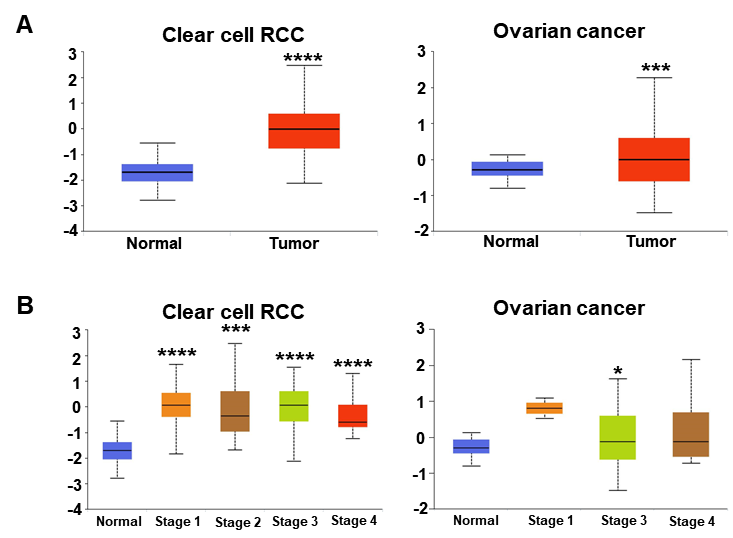 A
Clear cell RCC
Ovarian cancer
3
2
1
0
-1
-2
-3
-4
****
Normal
Tumor
3
2
1
0
-1
-2
***
Normal
Tumor
B
Clear cell RCC
Ovarian cancer
3
2
1
0
-1
-2
-3
-4
****
***
****
****
Normal
Stage 1
Stage 2
Stage 3
Stage 4
3
2
1
0
-1
-2
*
Normal
Stage 1
Stage 3
Stage 4